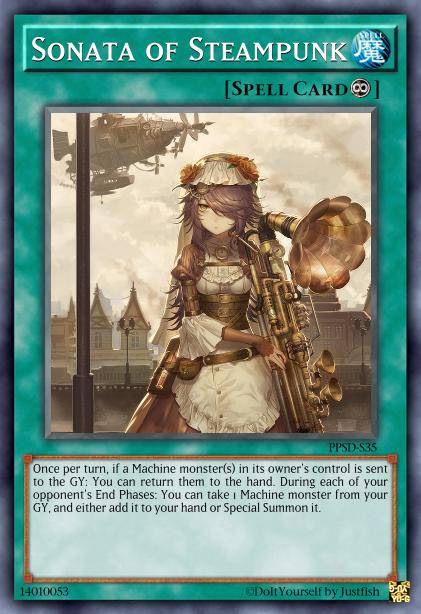 Sonata of Steampunk
SPELL
魔
[Spell Card]
PPSD-S35
Once per turn, if a Machine monster(s) in its owner's control is sent
to the GY: You can return them to the hand. During each of your
opponent's End Phases: You can take 1 Machine monster from your
GY, and either add it to your hand or Special Summon it.
14010053
©DoItYourself by Justfish